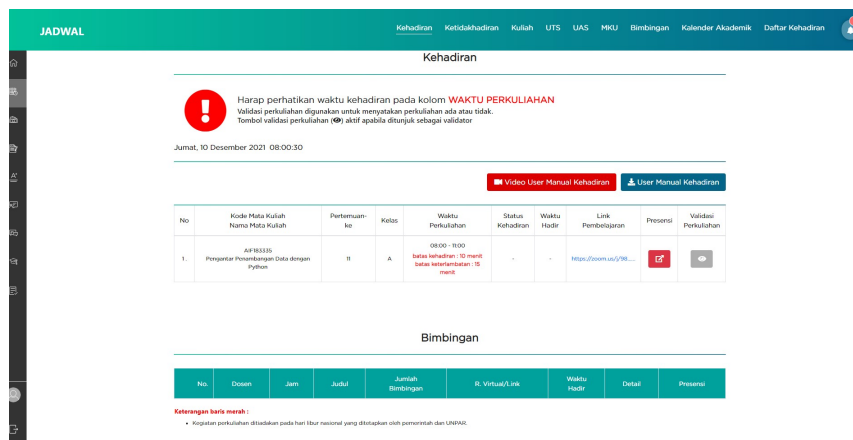 JADWAL
Kehadiran Ketidakhadiran Kuliah UTS UAS MKU Bimbingan Kalender Akademik Daftar Kehadiran
Kehadiran
Harap perhatikan waktu kehadiran pada kolom WAKTU PERKULIAHAN
Validasi perkuliahan digunakan untuk menyatakan perkuliahan ada atau tidak.
Tombol validasi perkuliahan () aktif apabila ditunjuk sebagai validator
Jumat, 10 Desember 2021 08:00:30
Video User Manual Kehadiran
User Manual Kehadiran
No
Kode Mata Kuliah
Nama Mata Kuliah
Pertemuan-
ke
Kelas
Waktu
Perkuliahan
Status
Kehadiran
Waktu
Hadir
Link
Pembelajaran
Presensi
Validasi
Perkuliahan
1.
AIF183335
Pengantar Penambangan Data dengan
Python
11
A
08:00 - 11:00
batas kehadiran : 10 menit
batas keterlambatan : 15
menit
-
-
https://zoom.us/j/98.....
Bimbingan
No.
Dosen
Jam
Judul
Jumlah
Bimbingan
R. Virtual/Link
Waktu
Hadir
Detail
Presensi
Keterangan baris merah :
• Kegiatan perkuliahan ditiadakan pada hari libur nasional yang ditetapkan oleh pemerintah dan UNPAR.